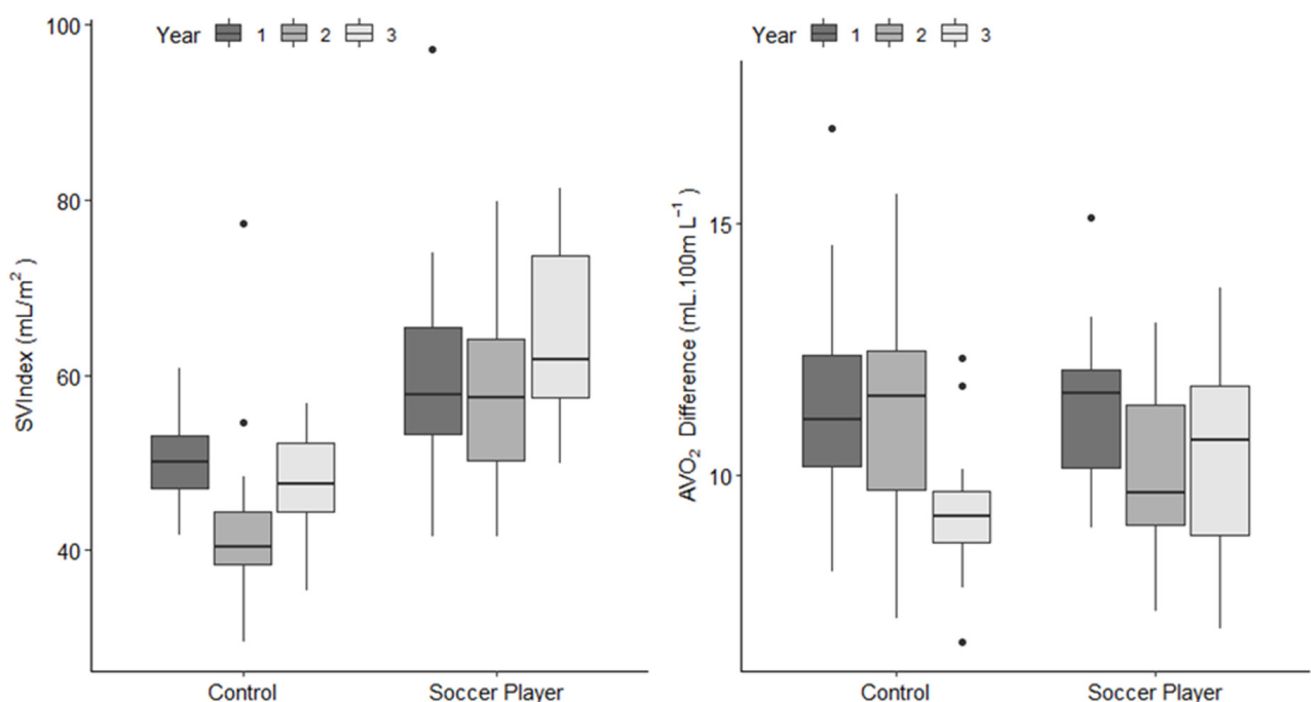 Year 1 2 3
100
80
60
40
SVIndex (mL/m²)
Control Soccer Player
Year 1 2 3
15
10
AVO₂ Difference (mL.100m L⁻¹)
Control Soccer Player